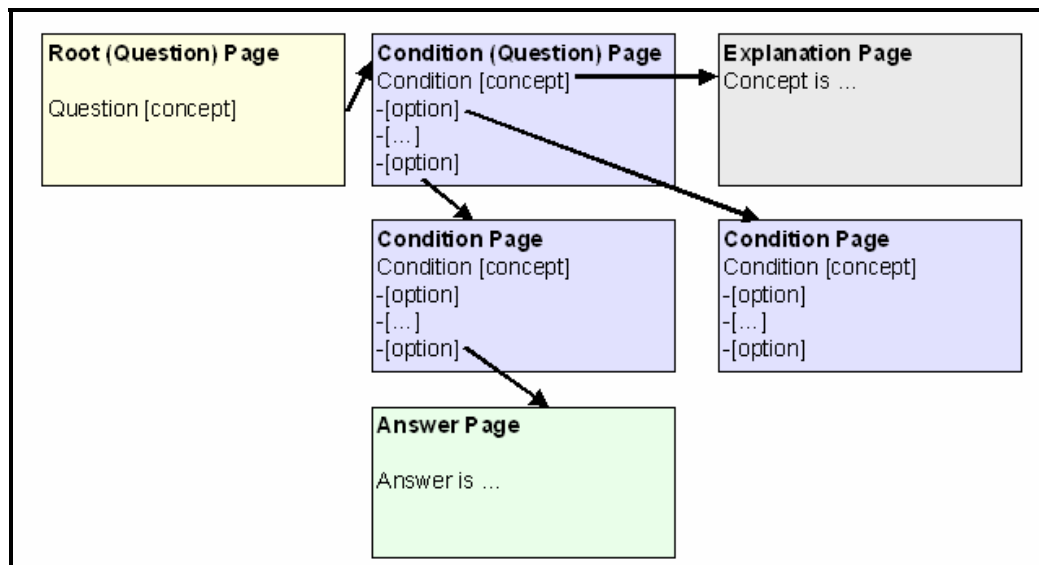 Root (Question) Page
Question [concept]
Condition (Question) Page
Condition [concept]
-[option]
-[...]
-[option]
Explanation Page
Concept is ...
Condition Page
Condition [concept]
-[option]
-[...]
-[option]
Condition Page
Condition [concept]
-[option]
-[...]
-[option]
Answer Page
Answer is ...